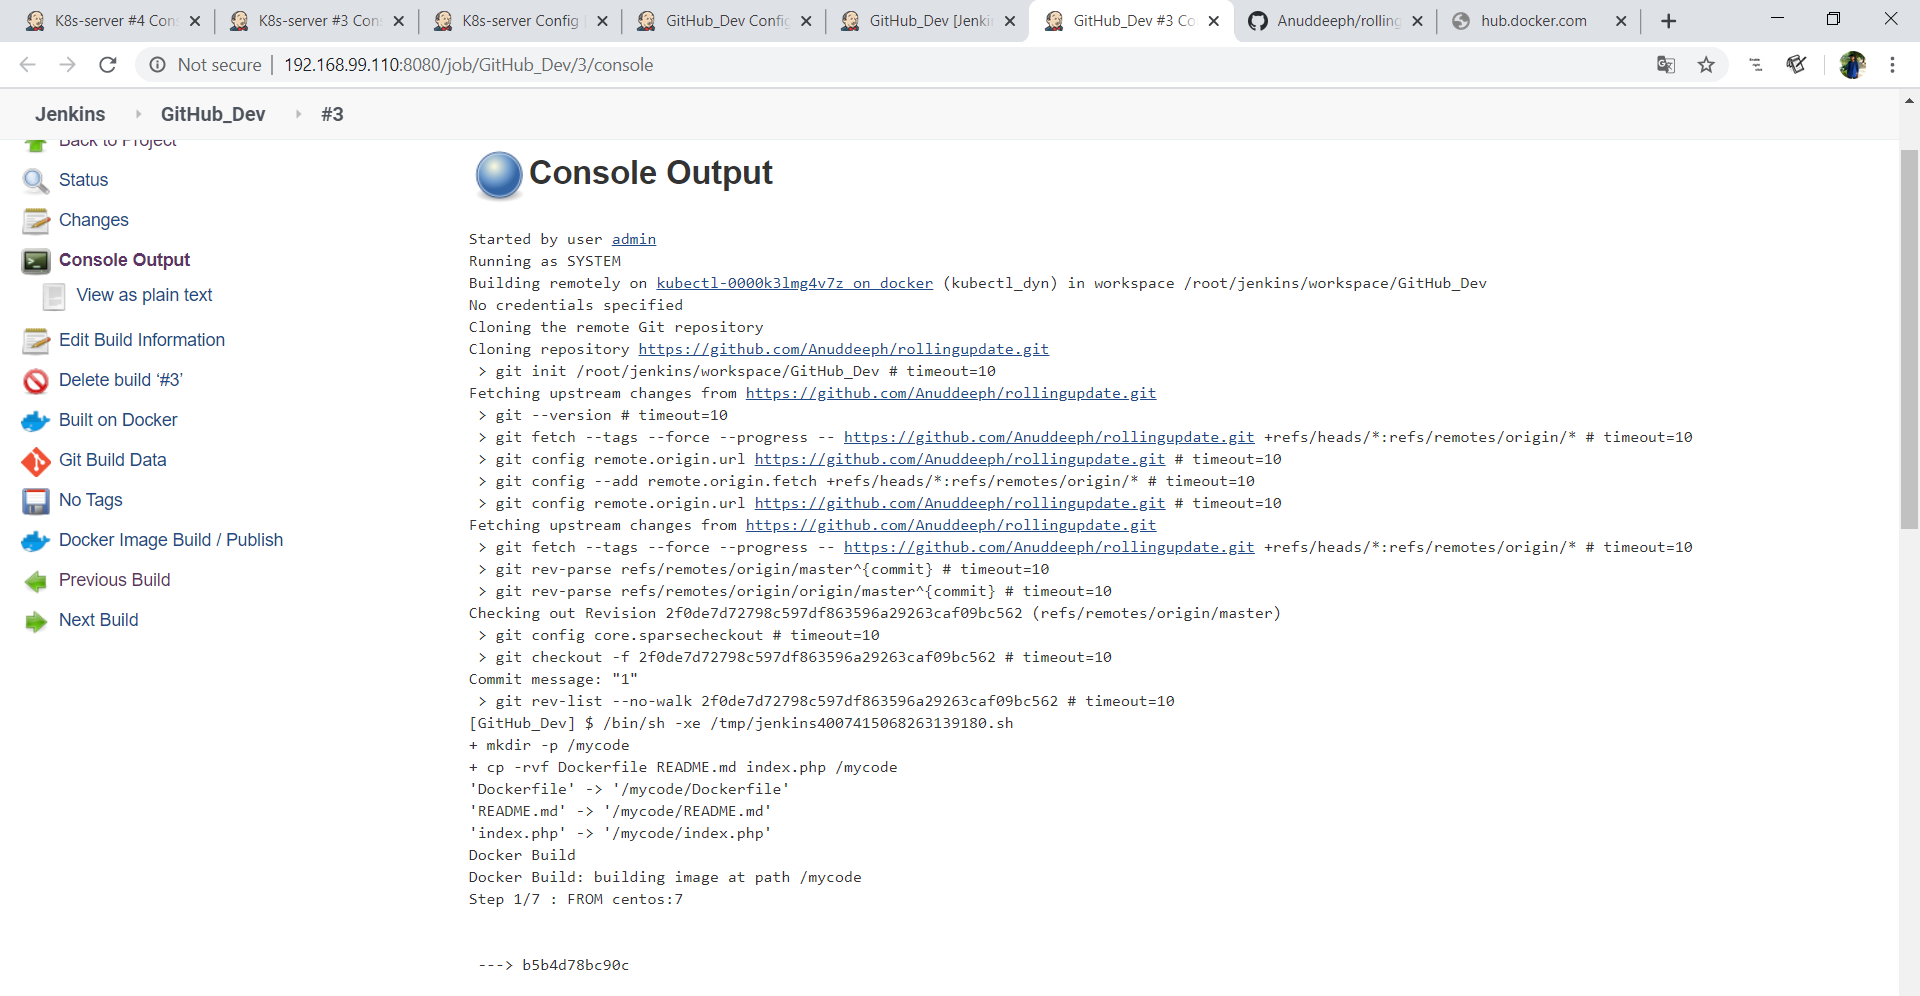 K8s-server #4 Con
K8s-server #3 Con
K8s-server Config
GitHub_Dev Config
GitHub_Dev [Jenki
GitHub_Dev #3 Co
Anuddeeph/rolling
hub.docker.com
Not secure
192.168.99.110:8080/job/GitHub_Dev/3/console
Jenkins
GitHub_Dev
#3
Back to Project
Status
Changes
Console Output
View as plain text
Edit Build Information
Delete build ‘#3’
Built on Docker
Git Build Data
No Tags
Docker Image Build / Publish
Previous Build
Next Build
Console Output
Started by user admin
Running as SYSTEM
Building remotely on kubectl-0000k3lmg4v7z on docker (kubectl_dyn) in workspace /root/jenkins/workspace/GitHub_Dev
No credentials specified
Cloning the remote Git repository
Cloning repository https://github.com/Anuddeeph/rollingupdate.git
> git init /root/jenkins/workspace/GitHub_Dev # timeout=10
Fetching upstream changes from https://github.com/Anuddeeph/rollingupdate.git
> git --version # timeout=10
> git fetch --tags --force --progress -- https://github.com/Anuddeeph/rollingupdate.git +refs/heads/*:refs/remotes/origin/* # timeout=10
> git config remote.origin.url https://github.com/Anuddeeph/rollingupdate.git # timeout=10
> git config --add remote.origin.fetch +refs/heads/*:refs/remotes/origin/* # timeout=10
> git config remote.origin.url https://github.com/Anuddeeph/rollingupdate.git # timeout=10
Fetching upstream changes from https://github.com/Anuddeeph/rollingupdate.git
> git fetch --tags --force --progress -- https://github.com/Anuddeeph/rollingupdate.git +refs/heads/*:refs/remotes/origin/* # timeout=10
> git rev-parse refs/remotes/origin/master^{commit} # timeout=10
> git rev-parse refs/remotes/origin/origin/master^{commit} # timeout=10
Checking out Revision 2f0de7d72798c597df863596a29263caf09bc562 (refs/remotes/origin/master)
> git config core.sparsecheckout # timeout=10
> git checkout -f 2f0de7d72798c597df863596a29263caf09bc562 # timeout=10
Commit message: "1"
> git rev-list --no-walk 2f0de7d72798c597df863596a29263caf09bc562 # timeout=10
[GitHub_Dev] $ /bin/sh -xe /tmp/jenkins4007415068263139180.sh
+ mkdir -p /mycode
+ cp -rvf Dockerfile README.md index.php /mycode
'Dockerfile' -> '/mycode/Dockerfile'
'README.md' -> '/mycode/README.md'
'index.php' -> '/mycode/index.php'
Docker Build
Docker Build: building image at path /mycode
Step 1/7 : FROM centos:7
---> b5b4d78bc90c